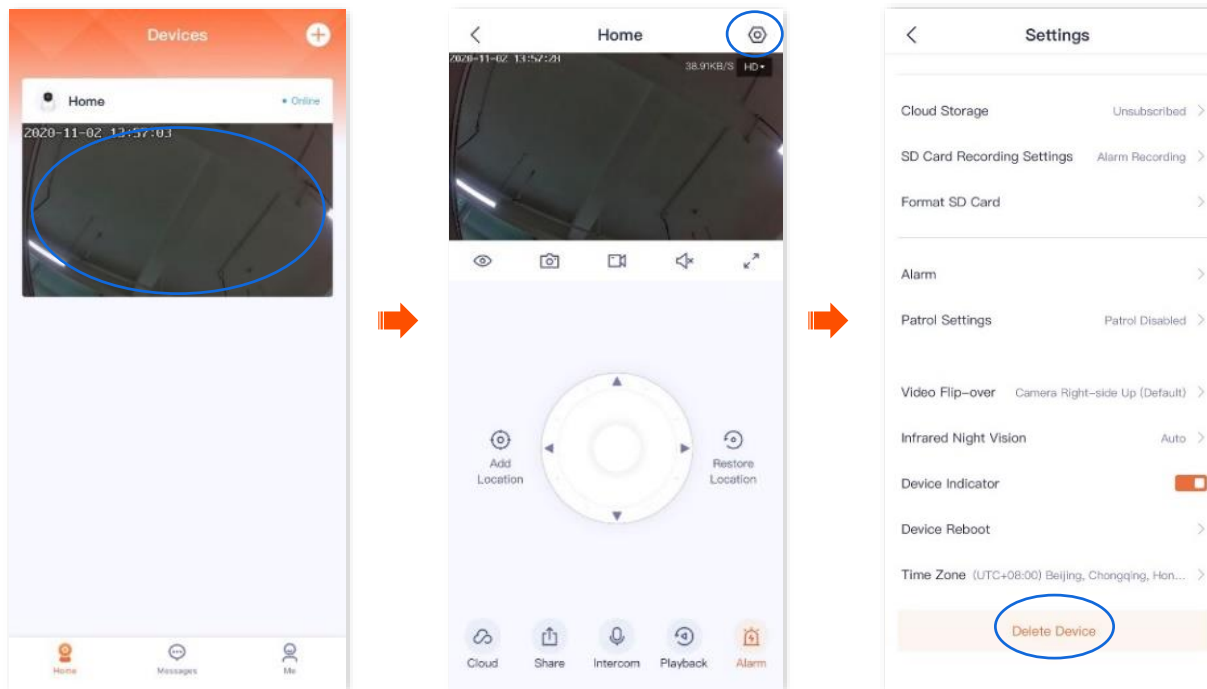 Devices
Home
Online
2020-11-02 13:57:03
Home
Messages
Me
Home
2020-11-02 13:57:28
38.91KB/S
HD
Add
Location
Restore
Location
Cloud
Share
Intercom
Playback
Alarm
Settings
Cloud Storage Unsubscribed
SD Card Recording Settings Alarm Recording
Format SD Card
Alarm
Patrol Settings Patrol Disabled
Video Flip-over Camera Right-side Up (Default)
Infrared Night Vision Auto
Device Indicator
Device Reboot
Time Zone (UTC+08:00) Beijing, Chongqing, Hon...
Delete Device